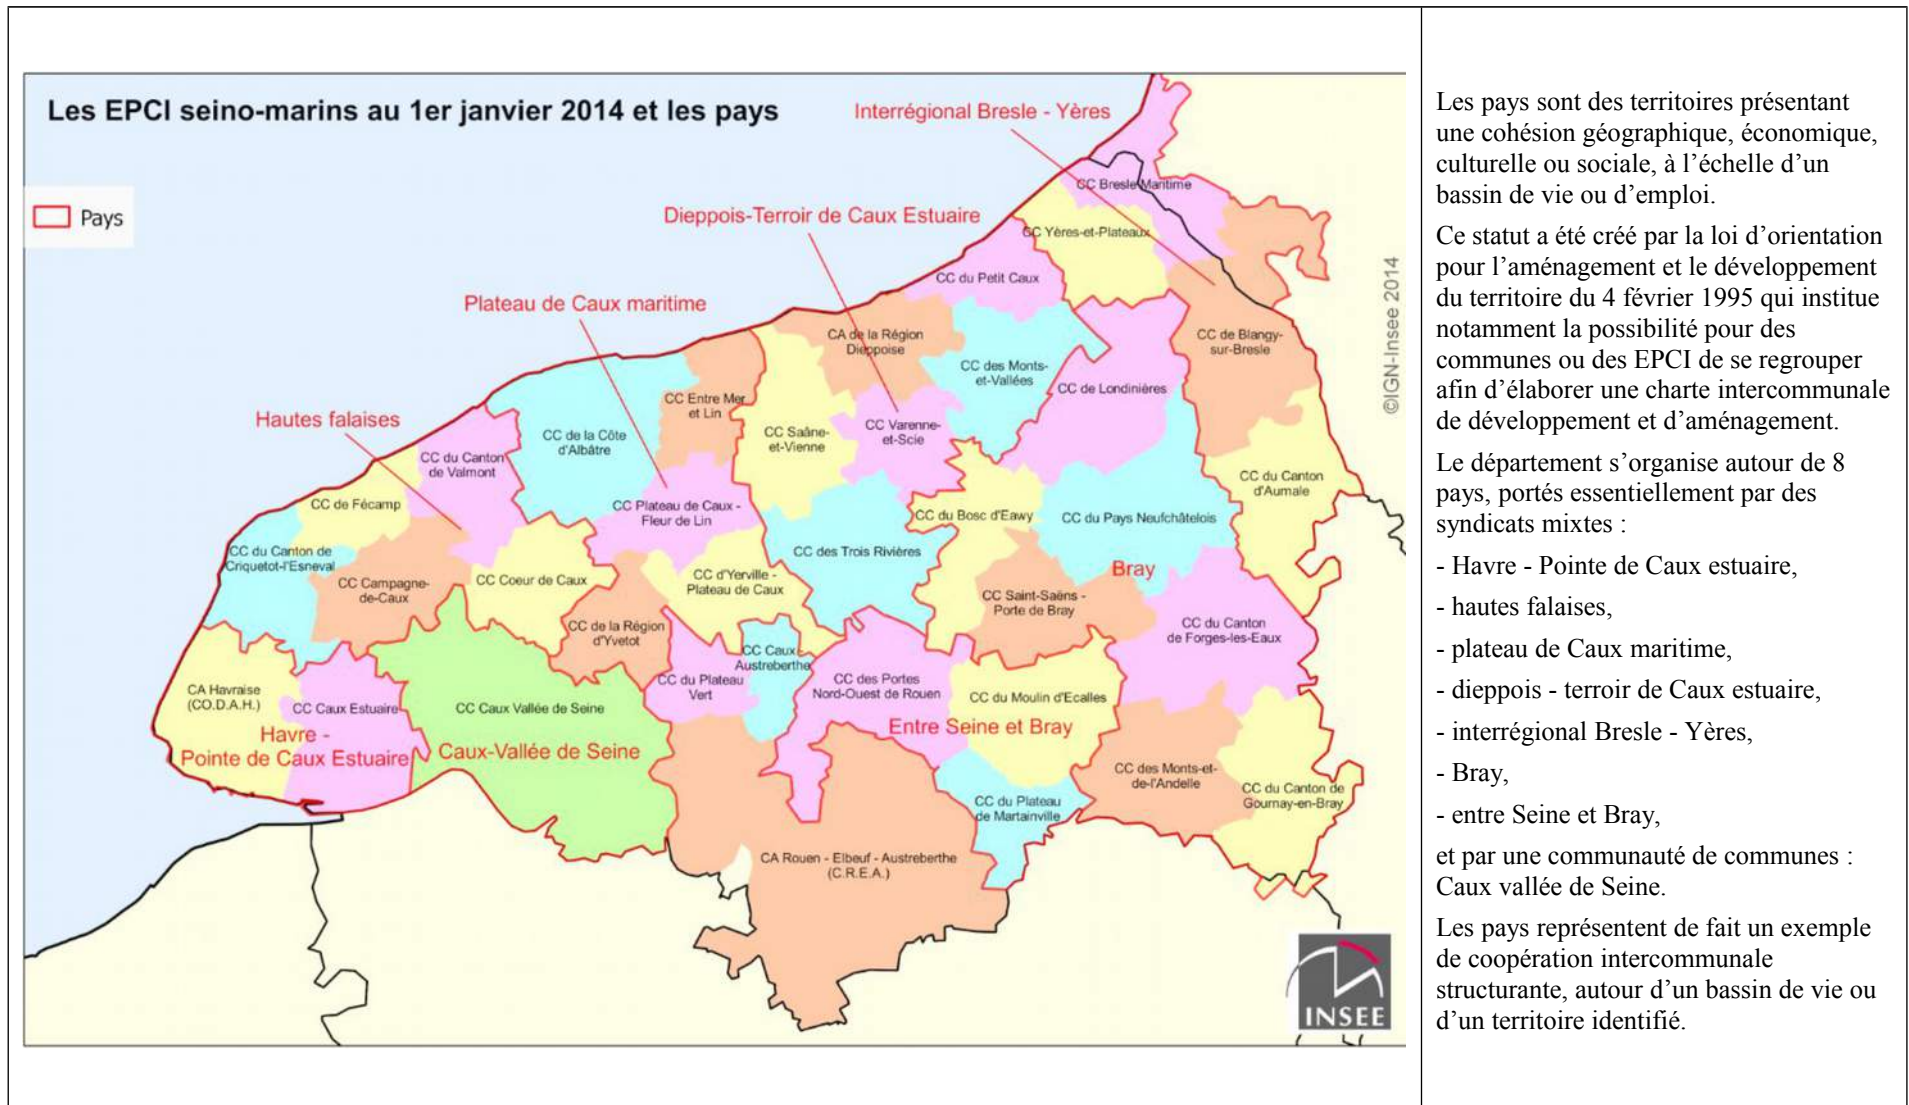 Les EPCI seino-marins au 1er janvier 2014 et les pays
Interrégional Bresle - Yères
Pays
Dieppois-Terroir de Caux Estuaire
Plateau de Caux maritime
Hautes falaises
CC Bresle Maritime
CC Yères-et-Plateaux
CC du Petit Caux
CA de la Région
Dieppoise
CC de Blangy-
sur-Bresle
CC des Monts-
et-Vallées
CC de Londinières
CC Entre Mer
et Lin
CC de la Côte
d'Albâtre
CC Saâne-
et-Vienne
CC Varenne-
et-Scie
CC du Canton
de Valmont
CC du Canton
d'Aumale
CC de Fécamp
CC Plateau de Caux -
Fleur de Lin
CC du Bosc d'Eawy
CC du Pays Neufchâtelois
CC du Canton de
Criquetot-l'Esneval
CC des Trois Rivières
Bray
CC Campagne-
de-Caux
CC Coeur de Caux
CC d'Yerville -
Plateau de Caux
CC Saint-Saëns -
Porte de Bray
CC de la Région
d'Yvetot
CC du Canton
de Forges-les-Eaux
CC Caux -
Austreberthe
CA Havraise
(CO.D.A.H.)
CC Caux Estuaire
CC Caux Vallée de Seine
CC du Plateau
Vert
CC des Portes
Nord-Ouest de Rouen
CC du Moulin d'Ecalles
Havre -
Pointe de Caux Estuaire
Caux-Vallée de Seine
Entre Seine et Bray
CC des Monts-et-
de-l'Andelle
CC du Canton de
Gournay-en-Bray
CC du Plateau
de Martainville
CA Rouen - Elbeuf - Austreberthe
(C.R.E.A.)
©IGN-Insee 2014
INSEE
Les pays sont des territoires présentant
une cohésion géographique, économique,
culturelle ou sociale, à l’échelle d’un
bassin de vie ou d’emploi.
Ce statut a été créé par la loi d’orientation
pour l’aménagement et le développement
du territoire du 4 février 1995 qui institue
notamment la possibilité pour des
communes ou des EPCI de se regrouper
afin d’élaborer une charte intercommunale
de développement et d’aménagement.
Le département s’organise autour de 8
pays, portés essentiellement par des
syndicats mixtes :
- Havre - Pointe de Caux estuaire,
- hautes falaises,
- plateau de Caux maritime,
- dieppois - terroir de Caux estuaire,
- interrégional Bresle - Yères,
- Bray,
- entre Seine et Bray,
et par une communauté de communes :
Caux vallée de Seine.
Les pays représentent de fait un exemple
de coopération intercommunale
structurante, autour d’un bassin de vie ou
d’un territoire identifié.